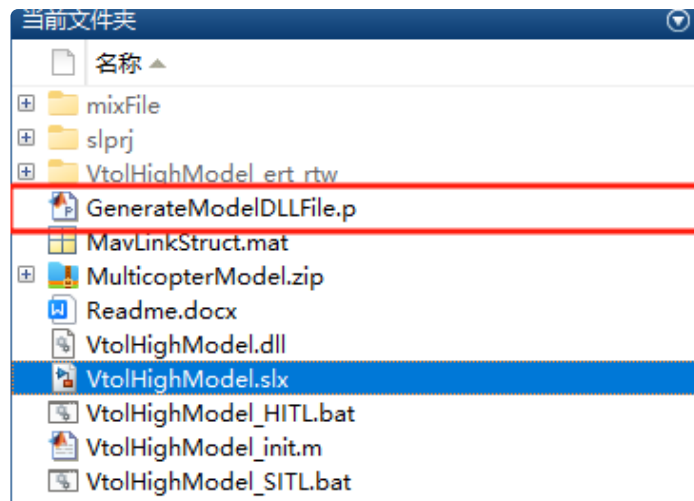 当前文件夹
名称
mixFile
slprj
VtolHighModel_ert_rtw
GenerateModelDLLFile.p
MavLinkStruct.mat
MulticopterModel.zip
Readme.docx
VtolHighModel.dll
VtolHighModel.slx
VtolHighModel_HITL.bat
VtolHighModel_init.m
VtolHighModel_SITL.bat